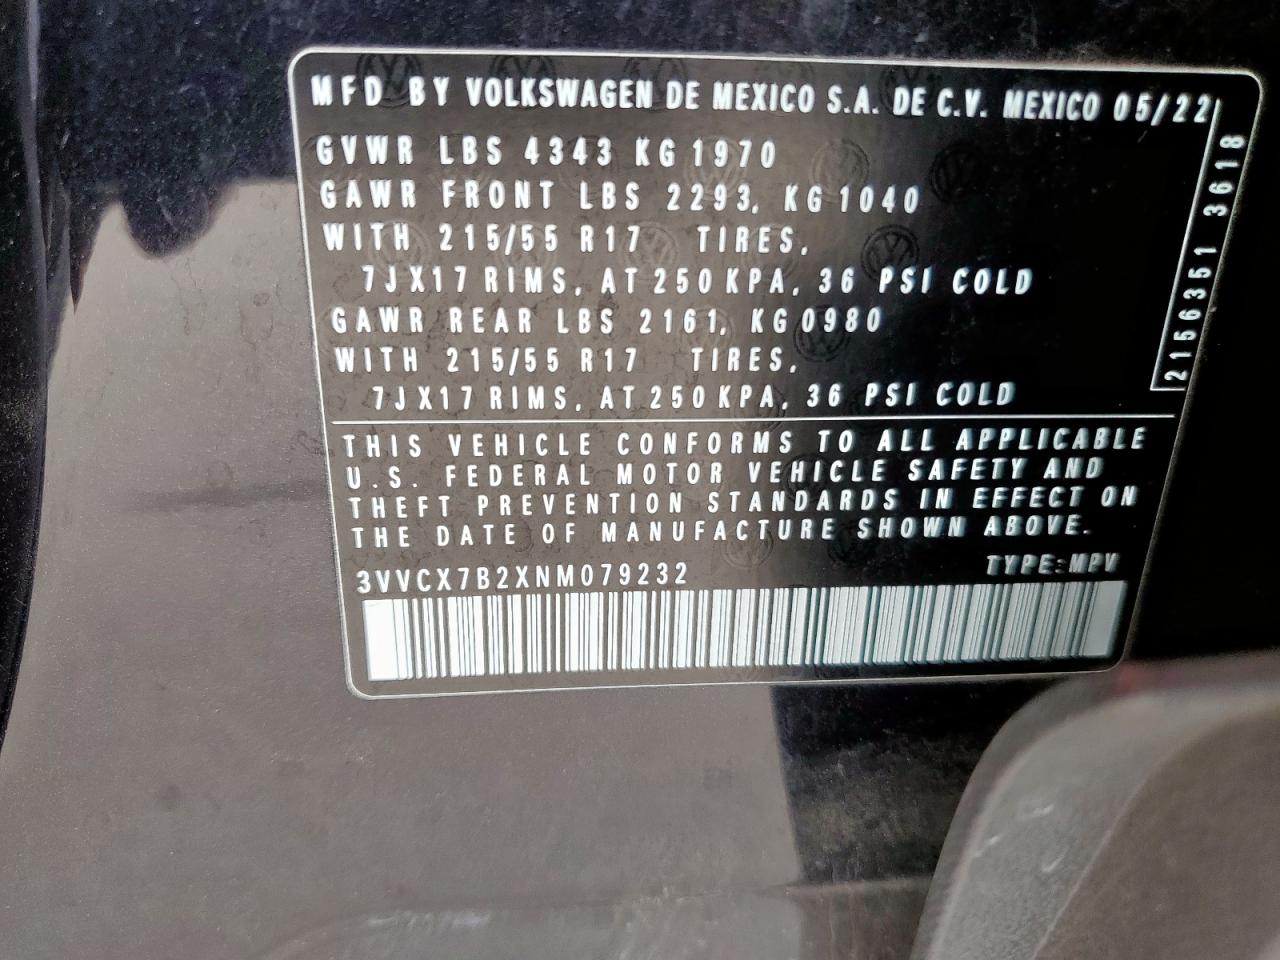 MFD BY VOLKSWAGEN DE MEXICO S.A. DE C.V. MEXICO 05/22
GVWR LBS 4343 KG 1970
GAWR FRONT LBS 2293, KG 1040
WITH 215/55 R17 TIRES,
7JX17 RIMS, AT 250 KPA, 36 PSI COLD
GAWR REAR LBS 2161, KG 0980
WITH 215/55 R17 TIRES,
7JX17 RIMS, AT 250 KPA, 36 PSI COLD
2156351 3618
THIS VEHICLE CONFORMS TO ALL APPLICABLE
U.S. FEDERAL MOTOR VEHICLE SAFETY AND
THEFT PREVENTION STANDARDS IN EFFECT ON
THE DATE OF MANUFACTURE SHOWN ABOVE.
3VVCX7B2XNM079232 TYPE:MPV